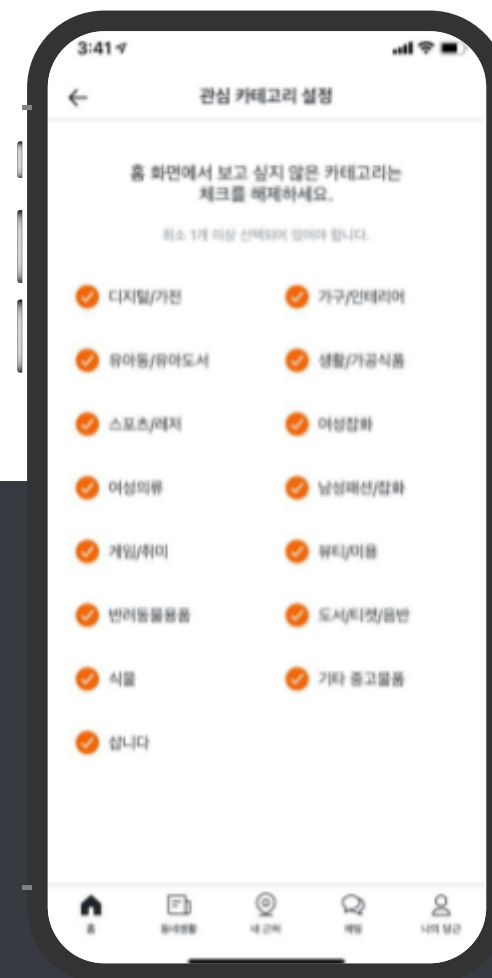 3:41
관심 카테고리 설정
홈 화면에서 보고 싶지 않은 카테고리는
체크를 해제하세요.
최소 1개 이상 선택되어 있어야 합니다.
디지털/가전
가구/인테리어
유아동/유아도서
생활/가공식품
스포츠/레저
여성잡화
여성의류
남성패션/잡화
게임/취미
뷰티/미용
반려동물용품
도서/티켓/음반
식물
기타 중고물품
삽니다
홈
동네생활
내 근처
채팅
나의 당근